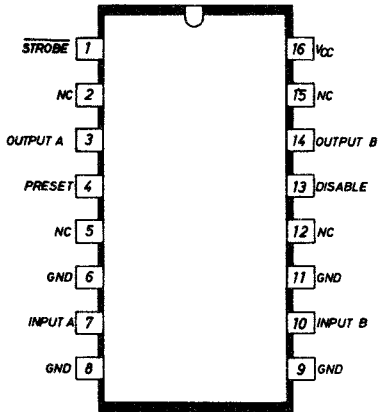 STROBE 1 16 VCC
NC 2 15 NC
OUTPUT A 3 14 OUTPUT B
PRESET 4 13 DISABLE
NC 5 12 NC
GND 6 11 GND
INPUT A 7 10 INPUT B
GND 8 9 GND